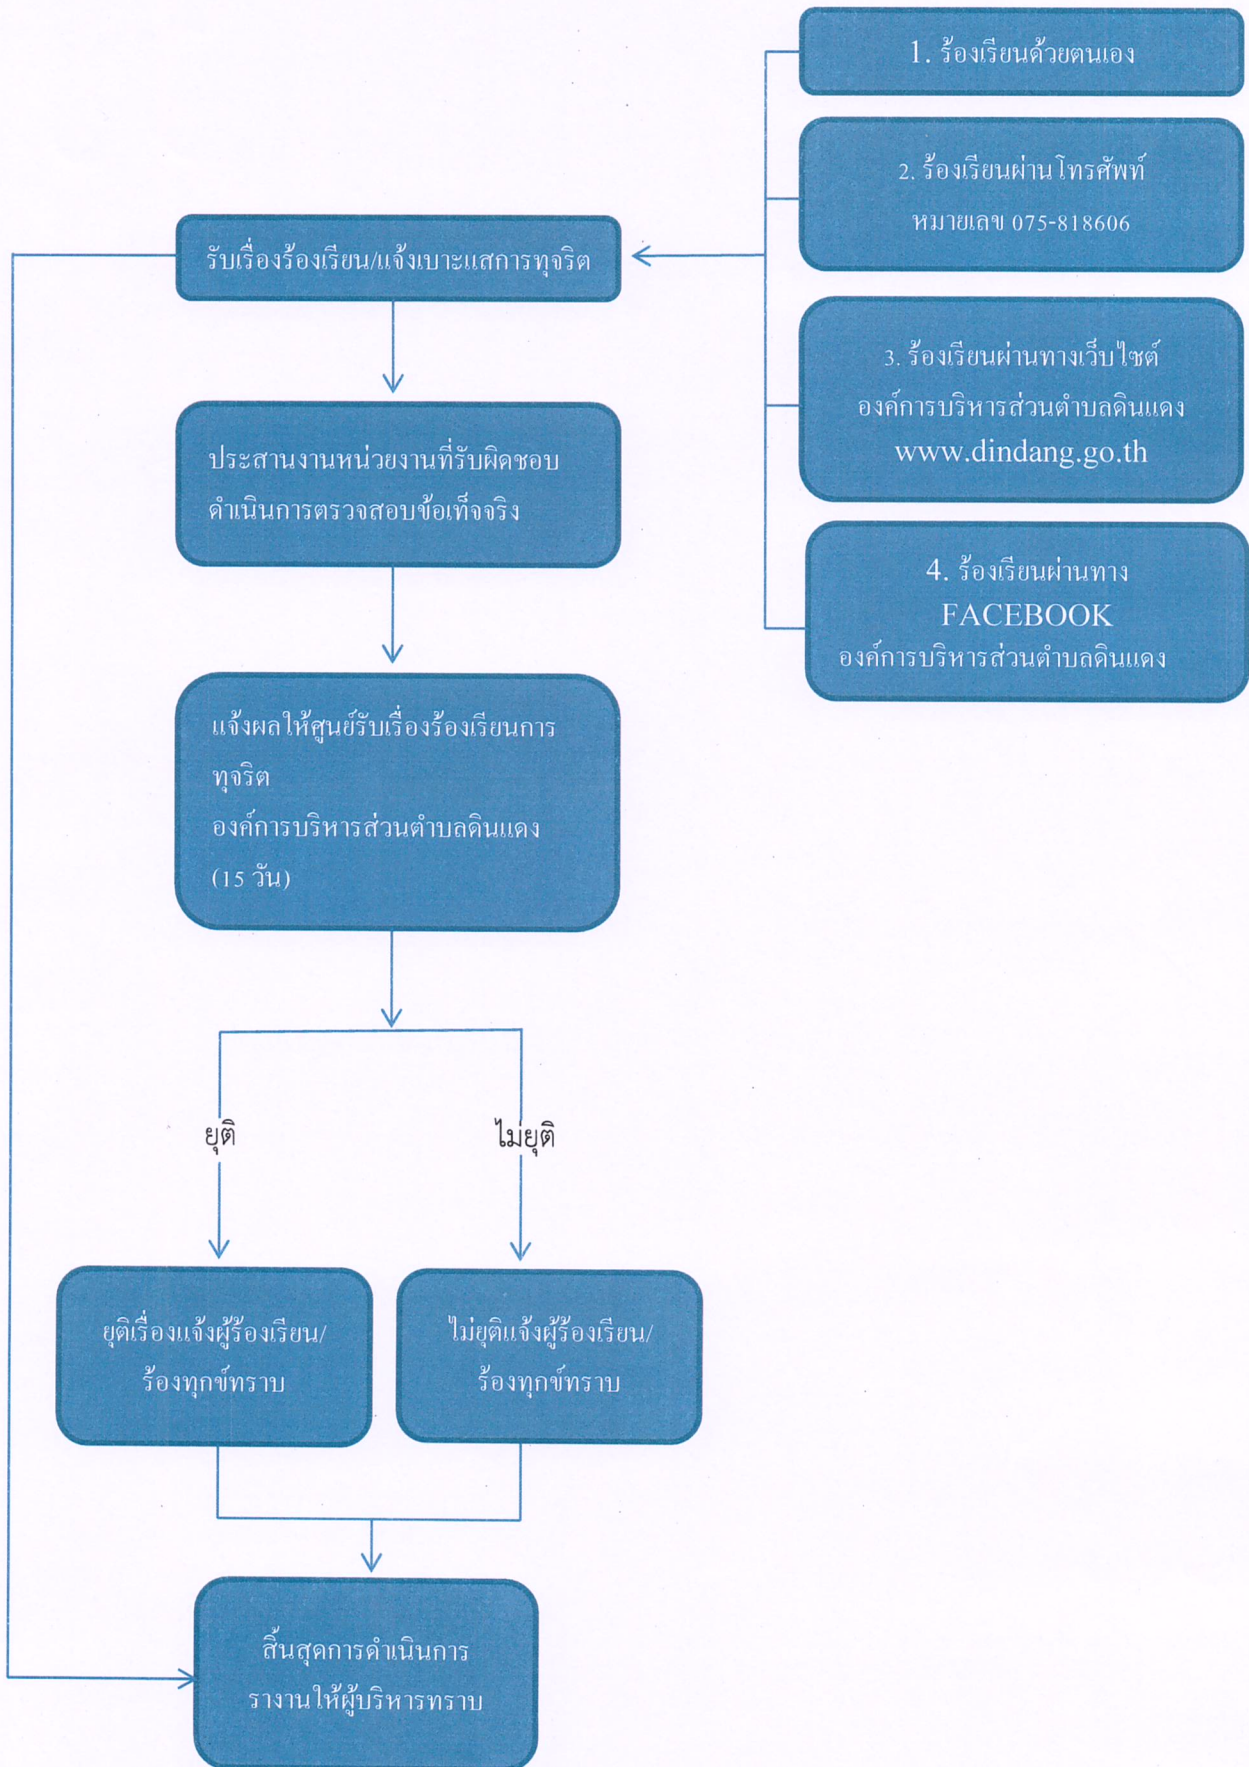 1. ร้องเรียนด้วยตนเอง
2. ร้องเรียนผ่านโทรศัพท์
หมายเลข 075-818606
3. ร้องเรียนผ่านทางเว็บไซต์
องค์การบริหารส่วนตำบลดินแดง
www.dindang.go.th
4. ร้องเรียนผ่านทาง
FACEBOOK
องค์การบริหารส่วนตำบลดินแดง
รับเรื่องร้องเรียน/แจ้งเบาะแสการทุจริต
ประสานงานหน่วยงานที่รับผิดชอบ
ดำเนินการตรวจสอบข้อเท็จจริง
แจ้งผลให้ศูนย์รับเรื่องร้องเรียนการ
ทุจริต
องค์การบริหารส่วนตำบลดินแดง
(15 วัน)
ยุติ
ไม่ยุติ
ยุติเรื่องแจ้งผู้ร้องเรียน/
ร้องทุกข์ทราบ
ไม่ยุติแจ้งผู้ร้องเรียน/
ร้องทุกข์ทราบ
สิ้นสุดการดำเนินการ
รางานให้ผู้บริหารทราบ